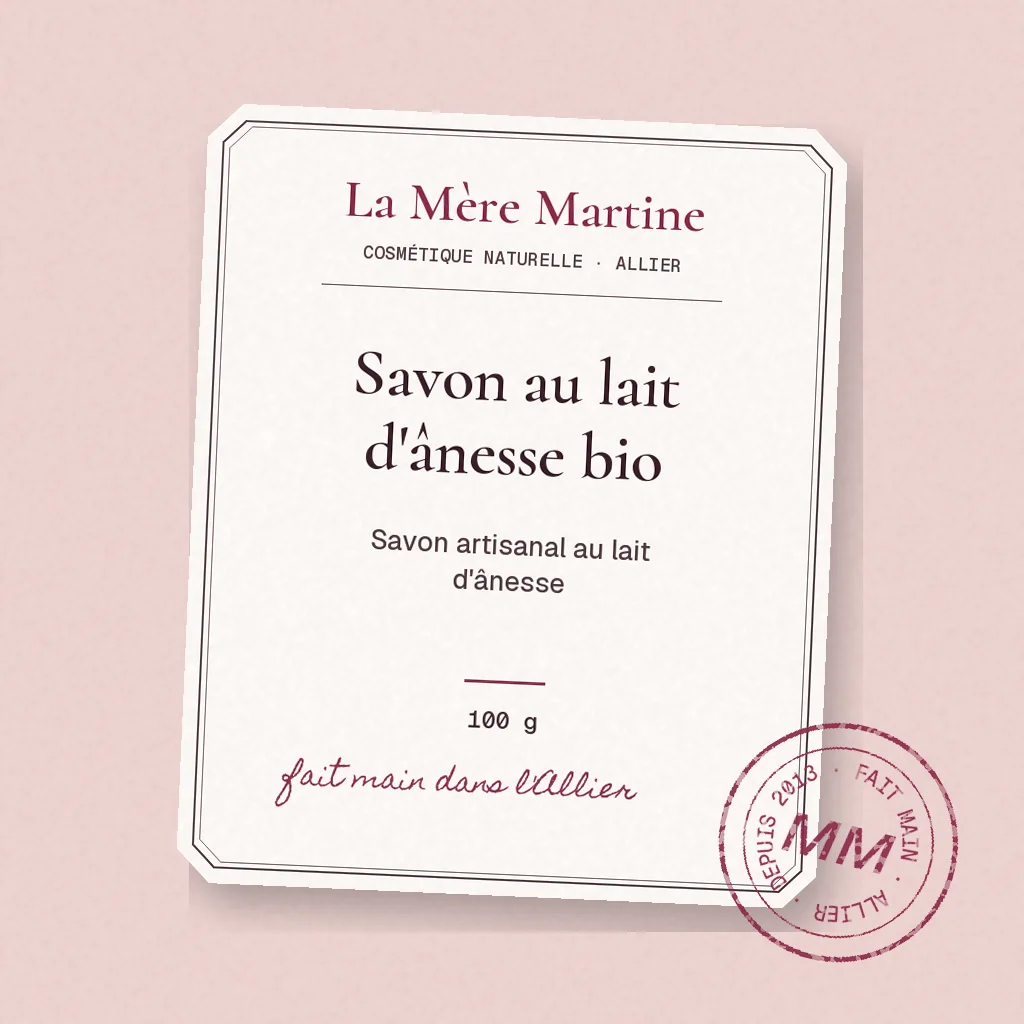 La Mère Martine
COSMÉTIQUE NATURELLE · ALLIER
Savon au lait
d'ânesse bio
Savon artisanal au lait
d'ânesse
100 g
fait main dans l'Allier
DEPUIS 2013 · FAIT MAIN · ALLIER ·
MM